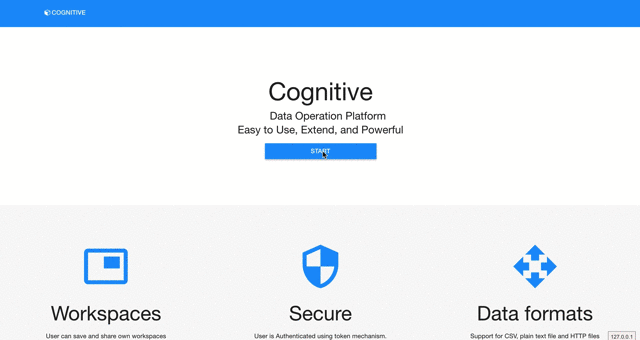 COGNITIVE
Cognitive
Data Operation Platform
Easy to Use, Extend, and Powerful
START
Workspaces
Secure
Data formats
User can save and share own workspaces
User is Authenticated using token mechanism.
Support for CSV, plain text file and HTTP files
127.0.0.1